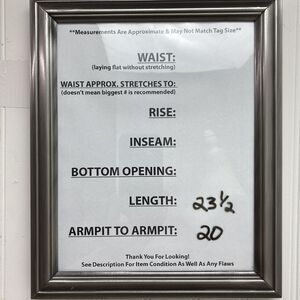 **Measurements Are Approximate & May Not Match Tag Size**
WAIST:
(laying flat without stretching)
WAIST APPROX. STRETCHES TO:
(doesn't mean biggest # is recommended)
RISE:
INSEAM:
BOTTOM OPENING:
LENGTH: 23 1/2
ARMPIT TO ARMPIT: 20
Thank You For Looking!
See Description For Item Condition As Well As Any Flaws